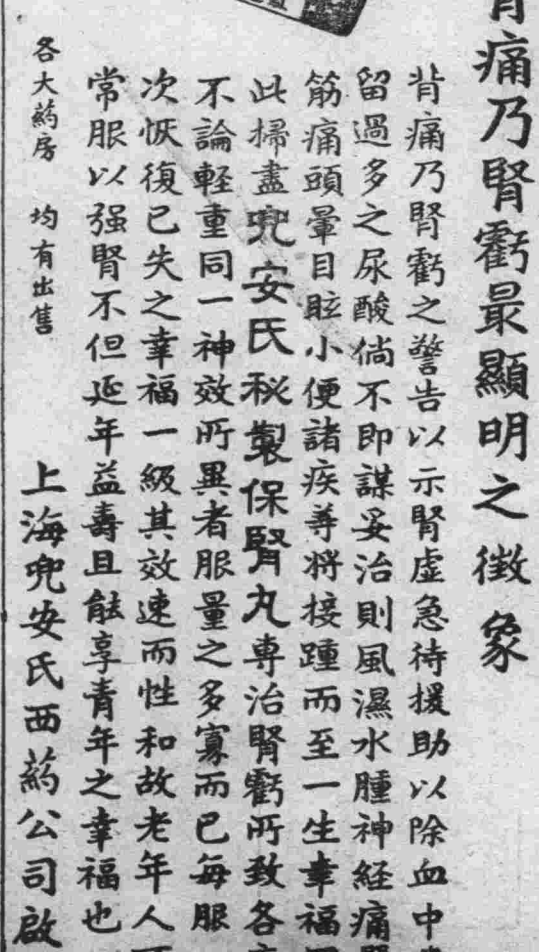 背痛乃腎虧最顯明之徵象
背痛乃腎虧之警告以示腎虛急待援助以除血中
留過多之尿酸倘不即謀妥治則風濕水腫神経痛
筋痛頭暈目眩小便諸疾等將接踵而至一生幸福
此掃盡兜安氏秘製保腎丸專治腎虧所致各
不論輕重同一神效所異者服量之多寡而已每服
次恢復已失之幸福一級其效速而性和故老年人
常服以强腎不但延年益壽且能享青年之幸福也
各大葯房 均有出售
上海兜安氏西葯公司啟